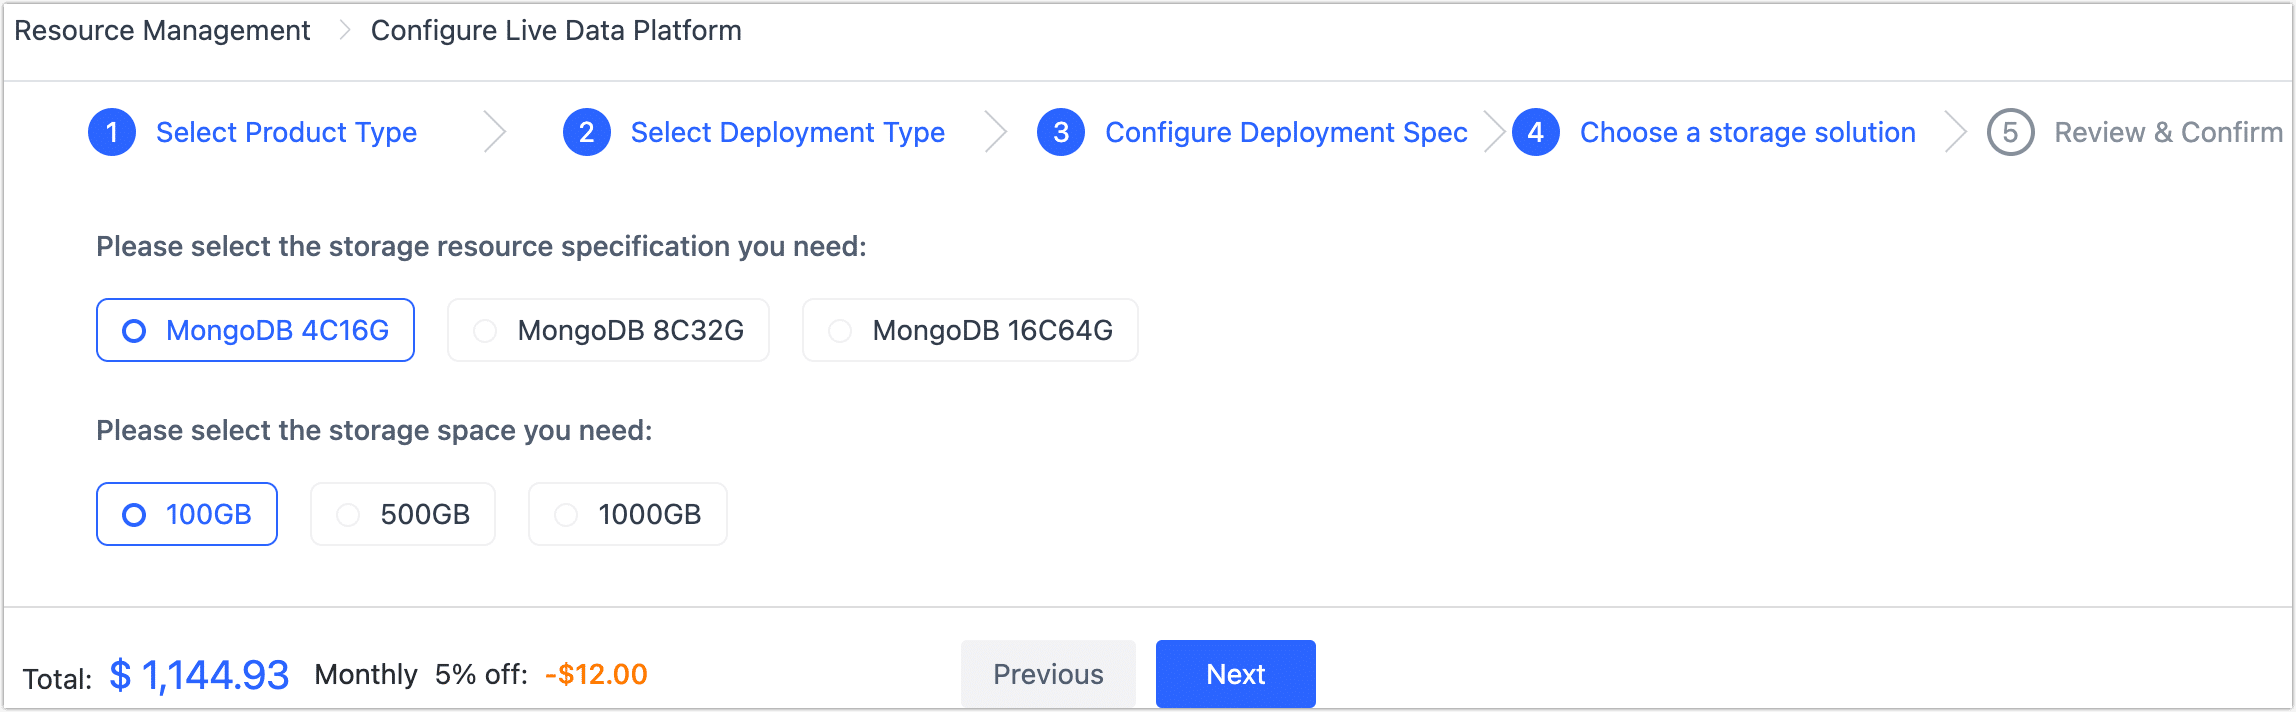 Resource Management > Configure Live Data Platform
1 Select Product Type 2 Select Deployment Type 3 Configure Deployment Spec 4 Choose a storage solution 5 Review & Confirm
Please select the storage resource specification you need:
MongoDB 4C16G MongoDB 8C32G MongoDB 16C64G
Please select the storage space you need:
100GB 500GB 1000GB
Total: $ 1,144.93 Monthly 5% off: -$12.00 Previous Next